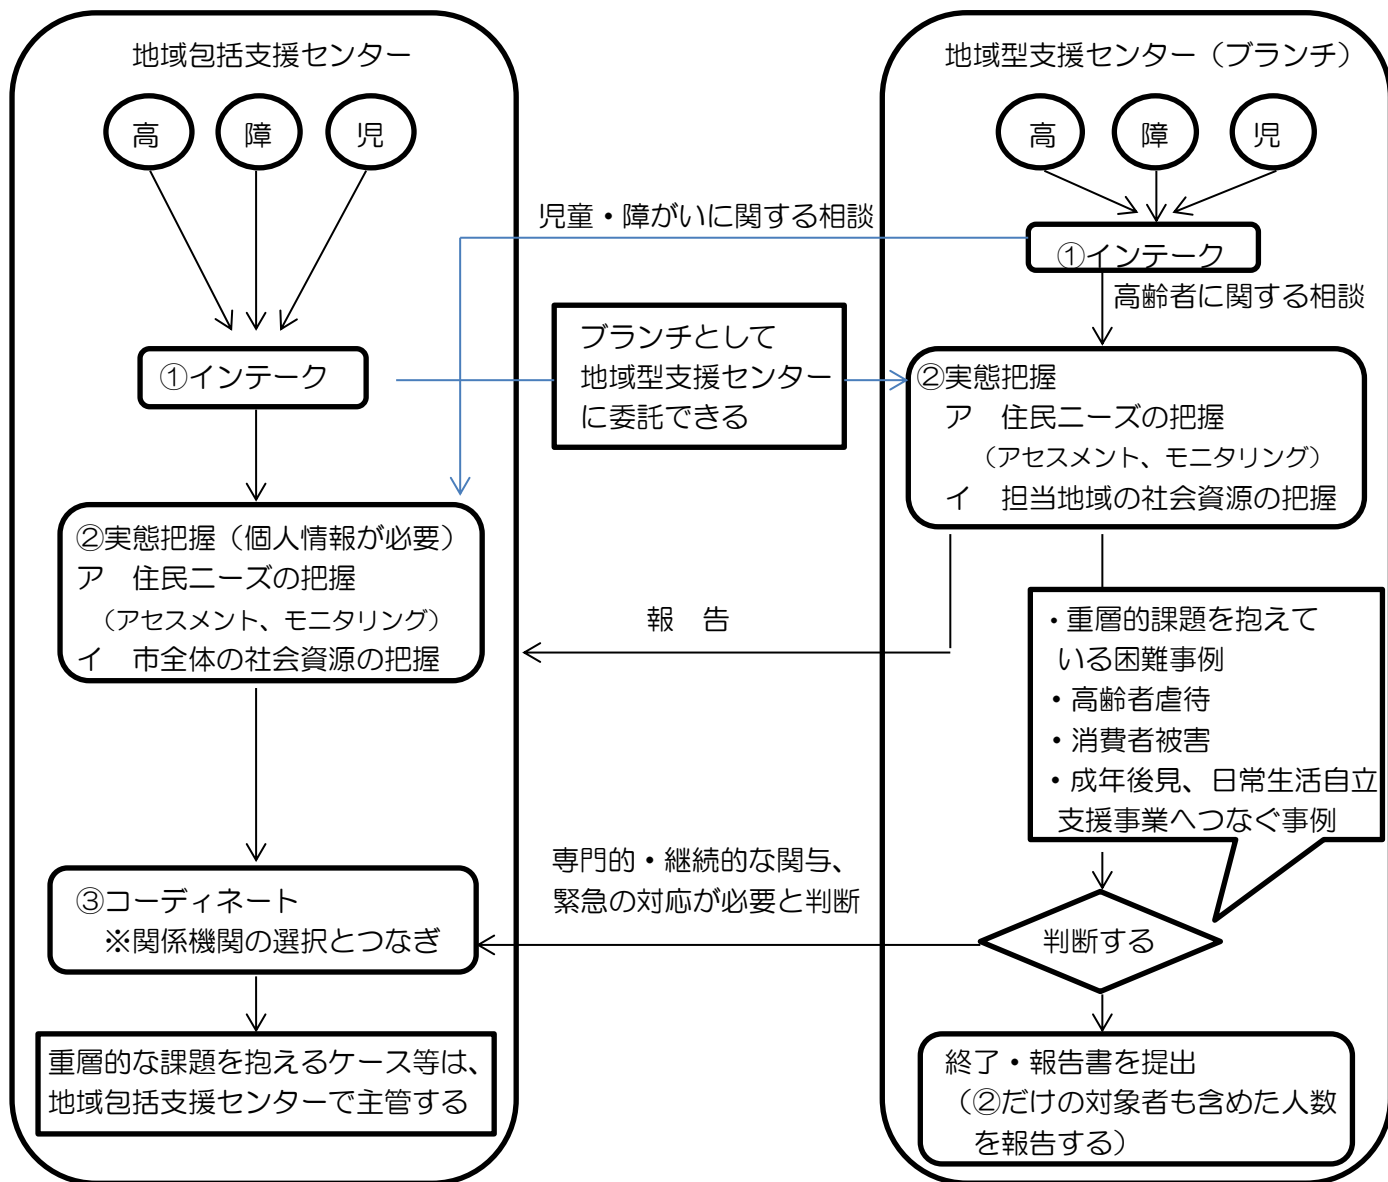 地域包括支援センター
高 障 児
①インテーク
②実態把握（個人情報が必要）
ア　住民ニーズの把握
（アセスメント、モニタリング）
イ　市全体の社会資源の把握
③コーディネート
※関係機関の選択とつなぎ
重層的な課題を抱えるケース等は、
地域包括支援センターで主管する
児童・障がいに関する相談
ブランチとして
地域型支援センター
に委託できる
報　告
専門的・継続的な関与、
緊急の対応が必要と判断
地域型支援センター（ブランチ）
高 障 児
①インテーク
高齢者に関する相談
②実態把握
ア　住民ニーズの把握
（アセスメント、モニタリング）
イ　担当地域の社会資源の把握
・重層的課題を抱えて
いる困難事例
・高齢者虐待
・消費者被害
・成年後見、日常生活自立
支援事業へつなぐ事例
判断する
終了・報告書を提出
（②だけの対象者も含めた人数
を報告する）